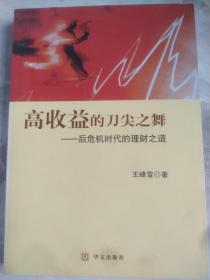 高收益的刀尖之舞
——后危机时代的理财之道
王峰雪◎著
华文出版社